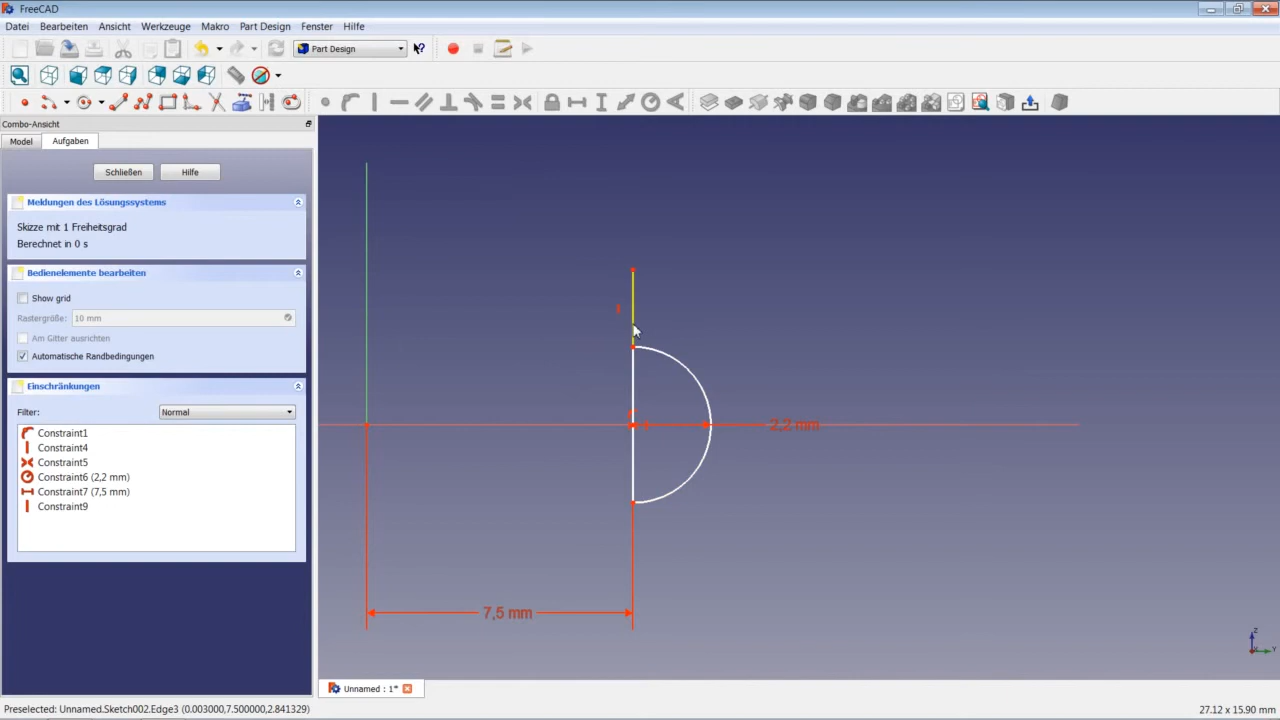 FreeCAD
Datei Bearbeiten Ansicht Werkzeuge Makro Part Design Fenster Hilfe
Part Design
Combo-Ansicht
Model Aufgaben
Schließen Hilfe
Meldungen des Lösungssystems
Skizze mit 1 Freiheitsgrad
Berechnet in 0 s
Bedienelemente bearbeiten
Show grid
Rastergröße: 10 mm
Am Gitter ausrichten
Automatische Randbedingungen
Einschränkungen
Filter: Normal
Constraint1
Constraint4
Constraint5
Constraint6 (2,2 mm)
Constraint7 (7,5 mm)
Constraint9
2,2 mm
7,5 mm
Z
X Y
Unnamed : 1*
Preselected: Unnamed.Sketch002.Edge3 (0.003000,7.500000,2.841329)
27.12 x 15.90 mm